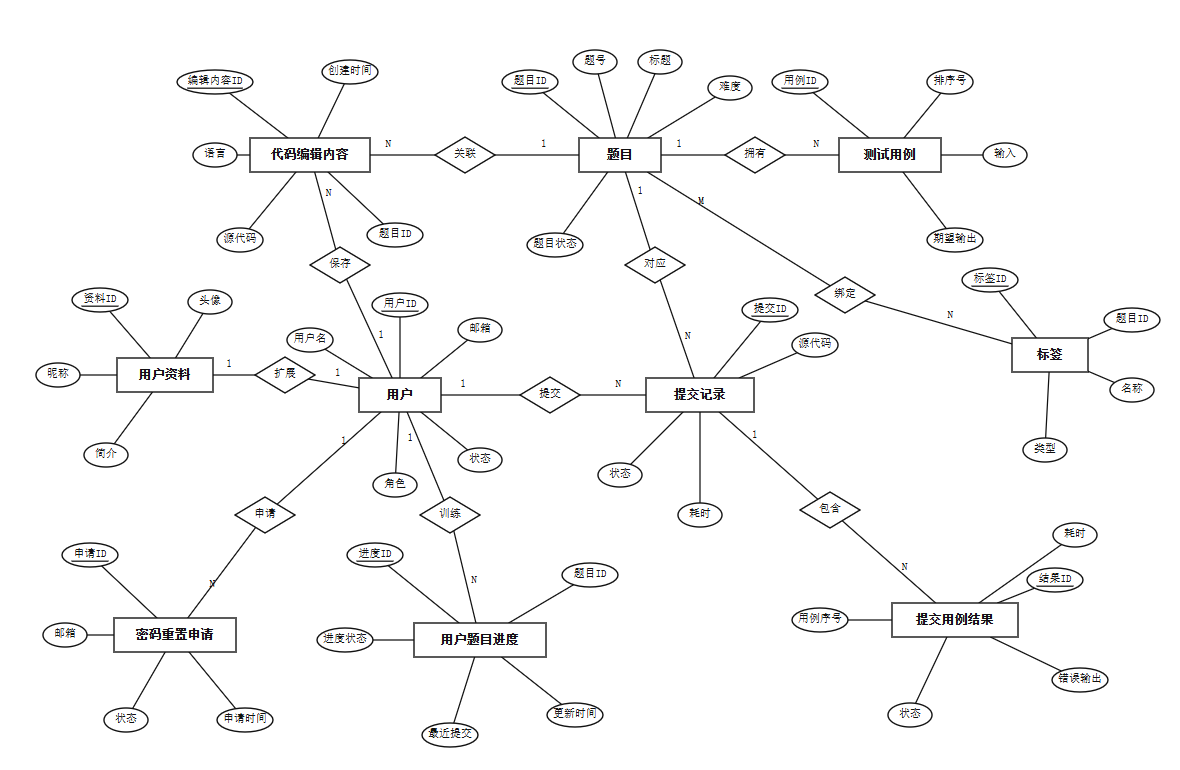 题号
标题
创建时间
编辑内容ID
题目ID
难度
用例ID
排序号
语言
代码编辑内容
N
关联
1
题目
1
拥有
N
测试用例
输入
N
1
M
源代码
题目ID
题目状态
期望输出
保存
对应
标签ID
绑定
资料ID
头像
用户ID
提交ID
N
题目ID
用户名
邮箱
1
N
源代码
标签
昵称
用户资料
1
扩展
1
用户
1
提交
N
提交记录
名称
简介
1
1
状态
1
类型
状态
角色
耗时
申请
训练
包含
耗时
申请ID
进度ID
题目ID
N
结果ID
N
N
邮箱
密码重置申请
进度状态
用户题目进度
用例序号
提交用例结果
错误输出
状态
申请时间
最近提交
更新时间
状态